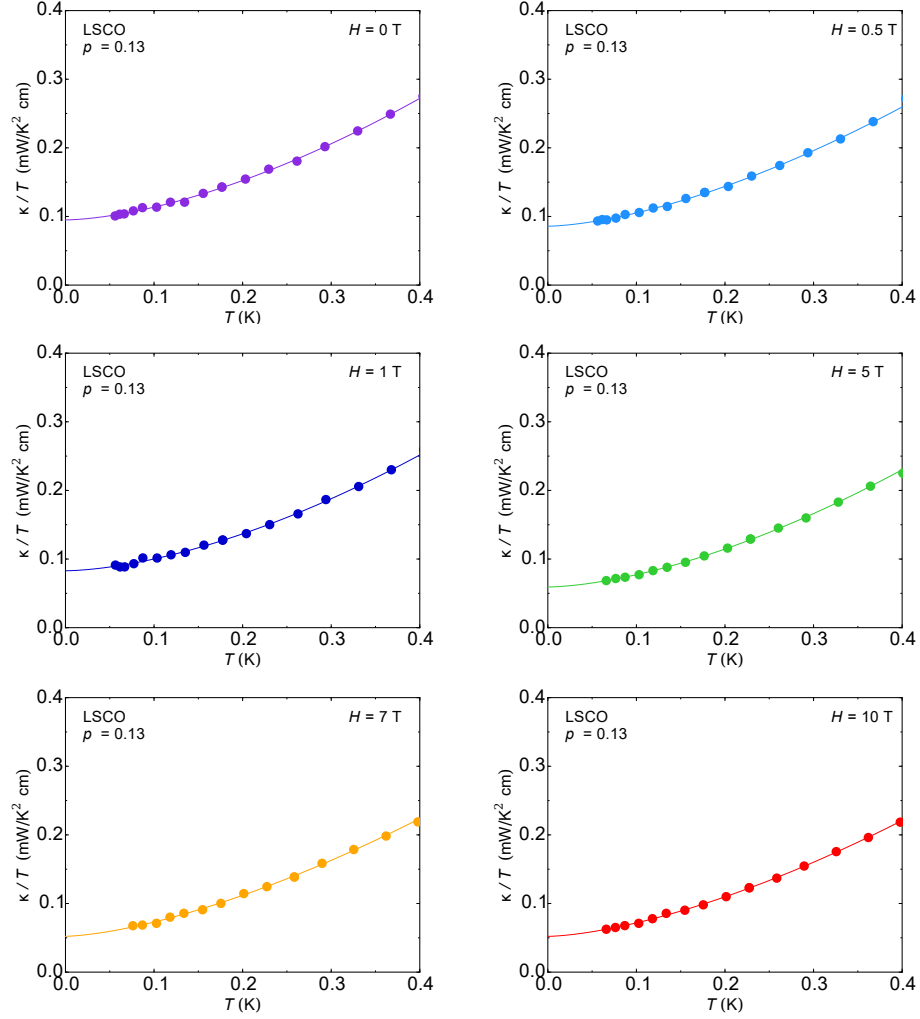 LSCO
p = 0.13
H = 0 T
0.4
0.3
0.2
0.1
0.0
κ / T (mW/K² cm)
0.0 0.1 0.2 0.3 0.4
T (K)
LSCO
p = 0.13
H = 0.5 T
0.4
0.3
0.2
0.1
0.0
κ / T (mW/K² cm)
0.0 0.1 0.2 0.3 0.4
T (K)
LSCO
p = 0.13
H = 1 T
0.4
0.3
0.2
0.1
0.0
κ / T (mW/K² cm)
0.0 0.1 0.2 0.3 0.4
T (K)
LSCO
p = 0.13
H = 5 T
0.4
0.3
0.2
0.1
0.0
κ / T (mW/K² cm)
0.0 0.1 0.2 0.3 0.4
T (K)
LSCO
p = 0.13
H = 7 T
0.4
0.3
0.2
0.1
0.0
κ / T (mW/K² cm)
0.0 0.1 0.2 0.3 0.4
T (K)
LSCO
p = 0.13
H = 10 T
0.4
0.3
0.2
0.1
0.0
κ / T (mW/K² cm)
0.0 0.1 0.2 0.3 0.4
T (K)